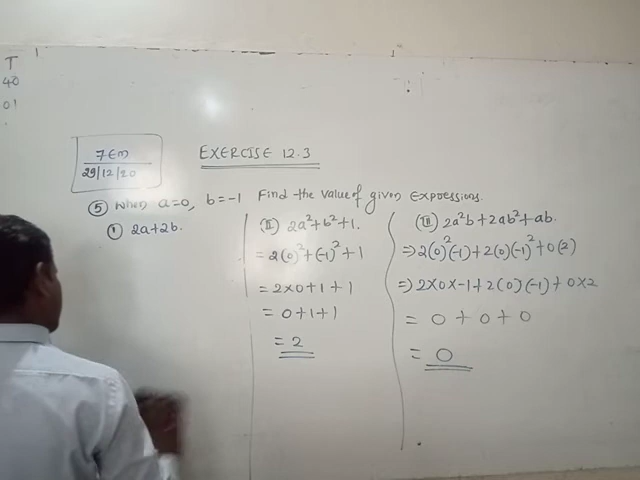 T
40
01
7 EM
29/12/20
EXERCISE 12.3
⑤ When a=0, b=-1 Find the value of given expressions.
① 2a+2b.
(II) 2a²+b²+1.
= 2(0)²+(-1)²+1
= 2×0+1+1
= 0+1+1
= 2
(III) 2a²b+2ab²+ab.
⇒ 2(0)²(-1)+2(0)(-1)²+0(2)
⇒ 2×0×-1+2(0)(-1)+0×2
= 0+0+0
= 0